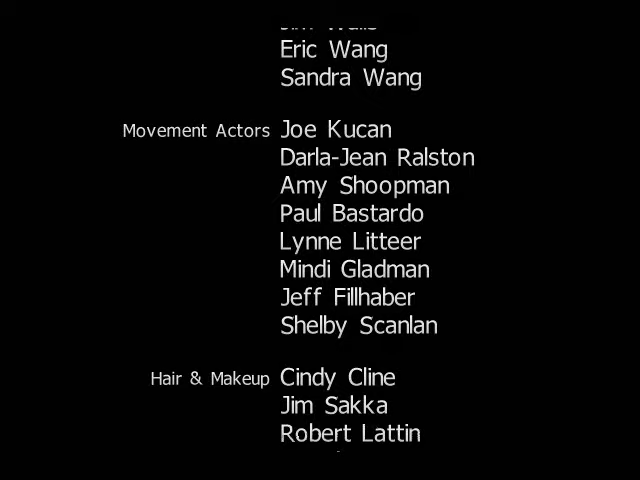 Eric Wang
Sandra Wang
Movement Actors Joe Kucan
Darla-Jean Ralston
Amy Shoopman
Paul Bastardo
Lynne Litteer
Mindi Gladman
Jeff Fillhaber
Shelby Scanlan
Hair & Makeup Cindy Cline
Jim Sakka
Robert Lattin